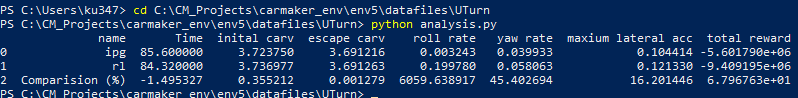 PS C:\Users\ku347> cd C:\CM_Projects\carmaker_env\env5\datafiles\UTurn
PS C:\CM_Projects\carmaker_env\env5\datafiles\UTurn> python analysis.py
name Time inital carv escape carv roll rate yaw rate maxium lateral acc total reward
0 ipg 85.600000 3.723750 3.691216 0.003243 0.039933 0.104414 -5.601790e+06
1 rl 84.320000 3.736977 3.691263 0.199780 0.058063 0.121330 -9.409195e+06
2 Comparision (%) -1.495327 0.355212 0.001279 6059.638917 45.402694 16.201446 6.796763e+01
PS C:\CM_Projects\carmaker_env\env5\datafiles\UTurn> _